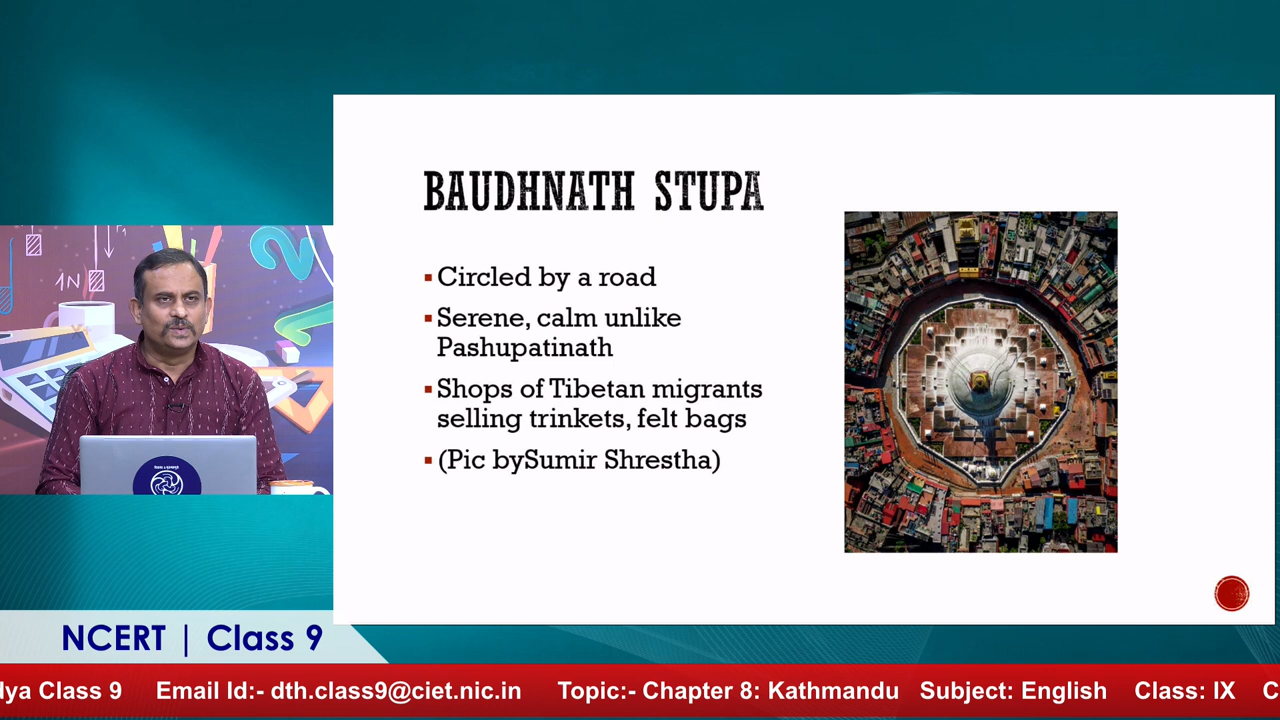 BAUDHNATH STUPA
Circled by a road
Serene, calm unlike
Pashupatinath
Shops of Tibetan migrants
selling trinkets, felt bags
(Pic bySumir Shrestha)
1N
2
NCERT | Class 9
Class 9 Email Id:- dth.class9@ciet.nic.in Topic:- Chapter 8: Kathmandu Subject: English Class: IX